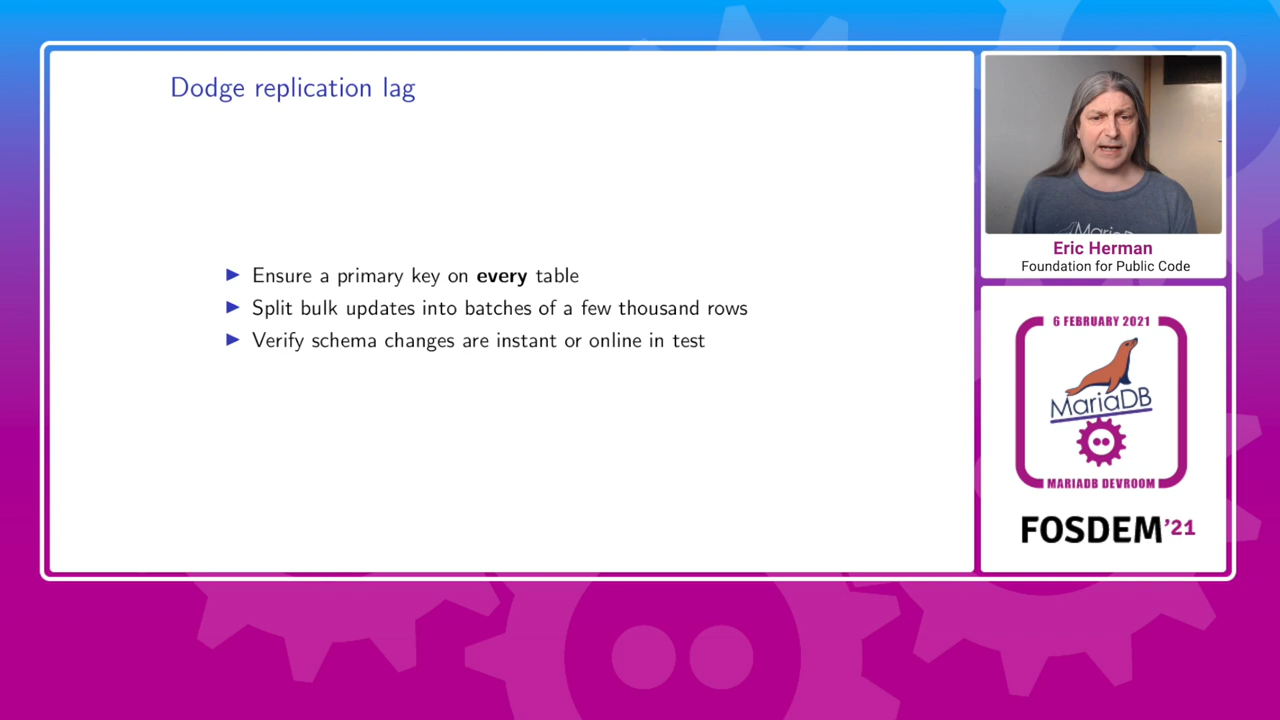 Dodge replication lag
▶ Ensure a primary key on every table
▶ Split bulk updates into batches of a few thousand rows
▶ Verify schema changes are instant or online in test
MariaDB
Eric Herman
Foundation for Public Code
6 FEBRUARY 2021
MariaDB
MARIADB DEVROOM
FOSDEM'21